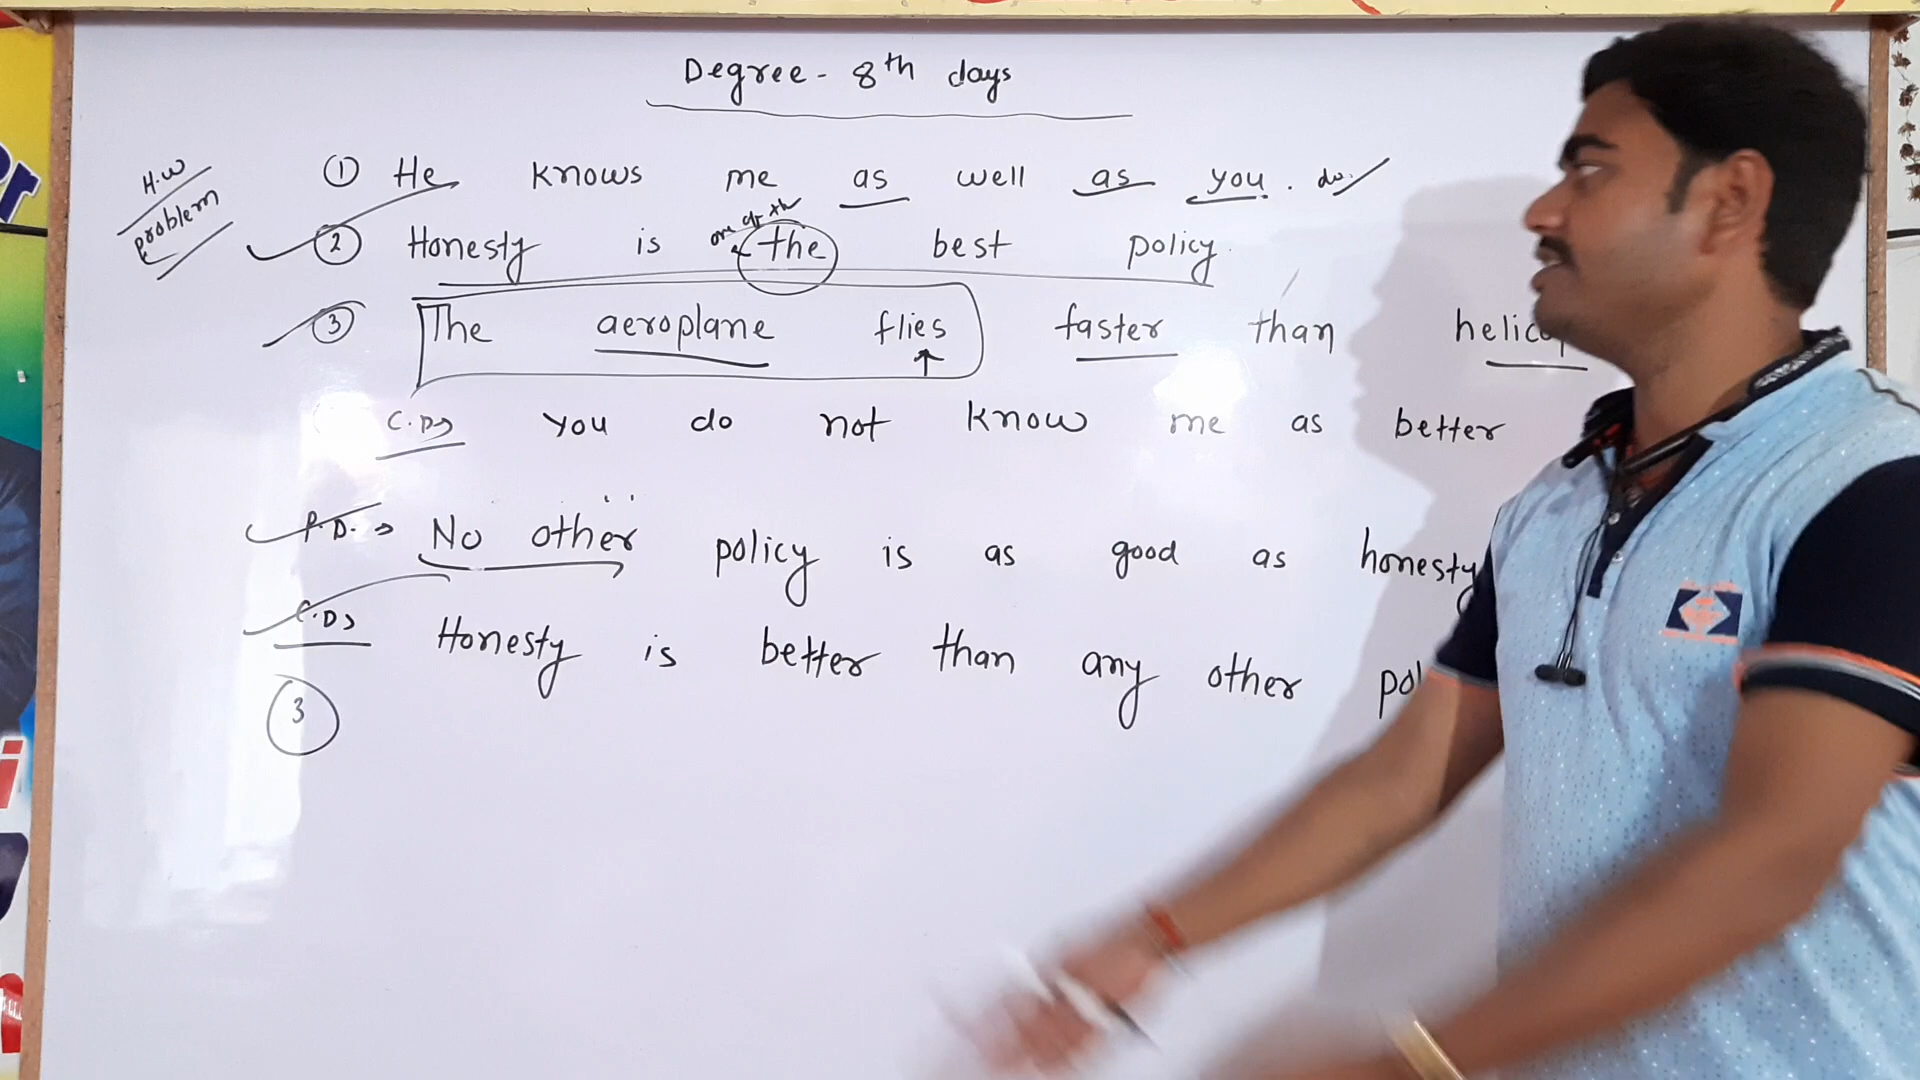 Degree - 8th days
H.W
problem
① He knows me as well as you. do.
one of the
② Honesty is the best policy.
③ The aeroplane flies faster than
C.D→ you do not know me as better
P.D.→ No other policy is as good as honesty
C.D→ Honesty is better than any other
③